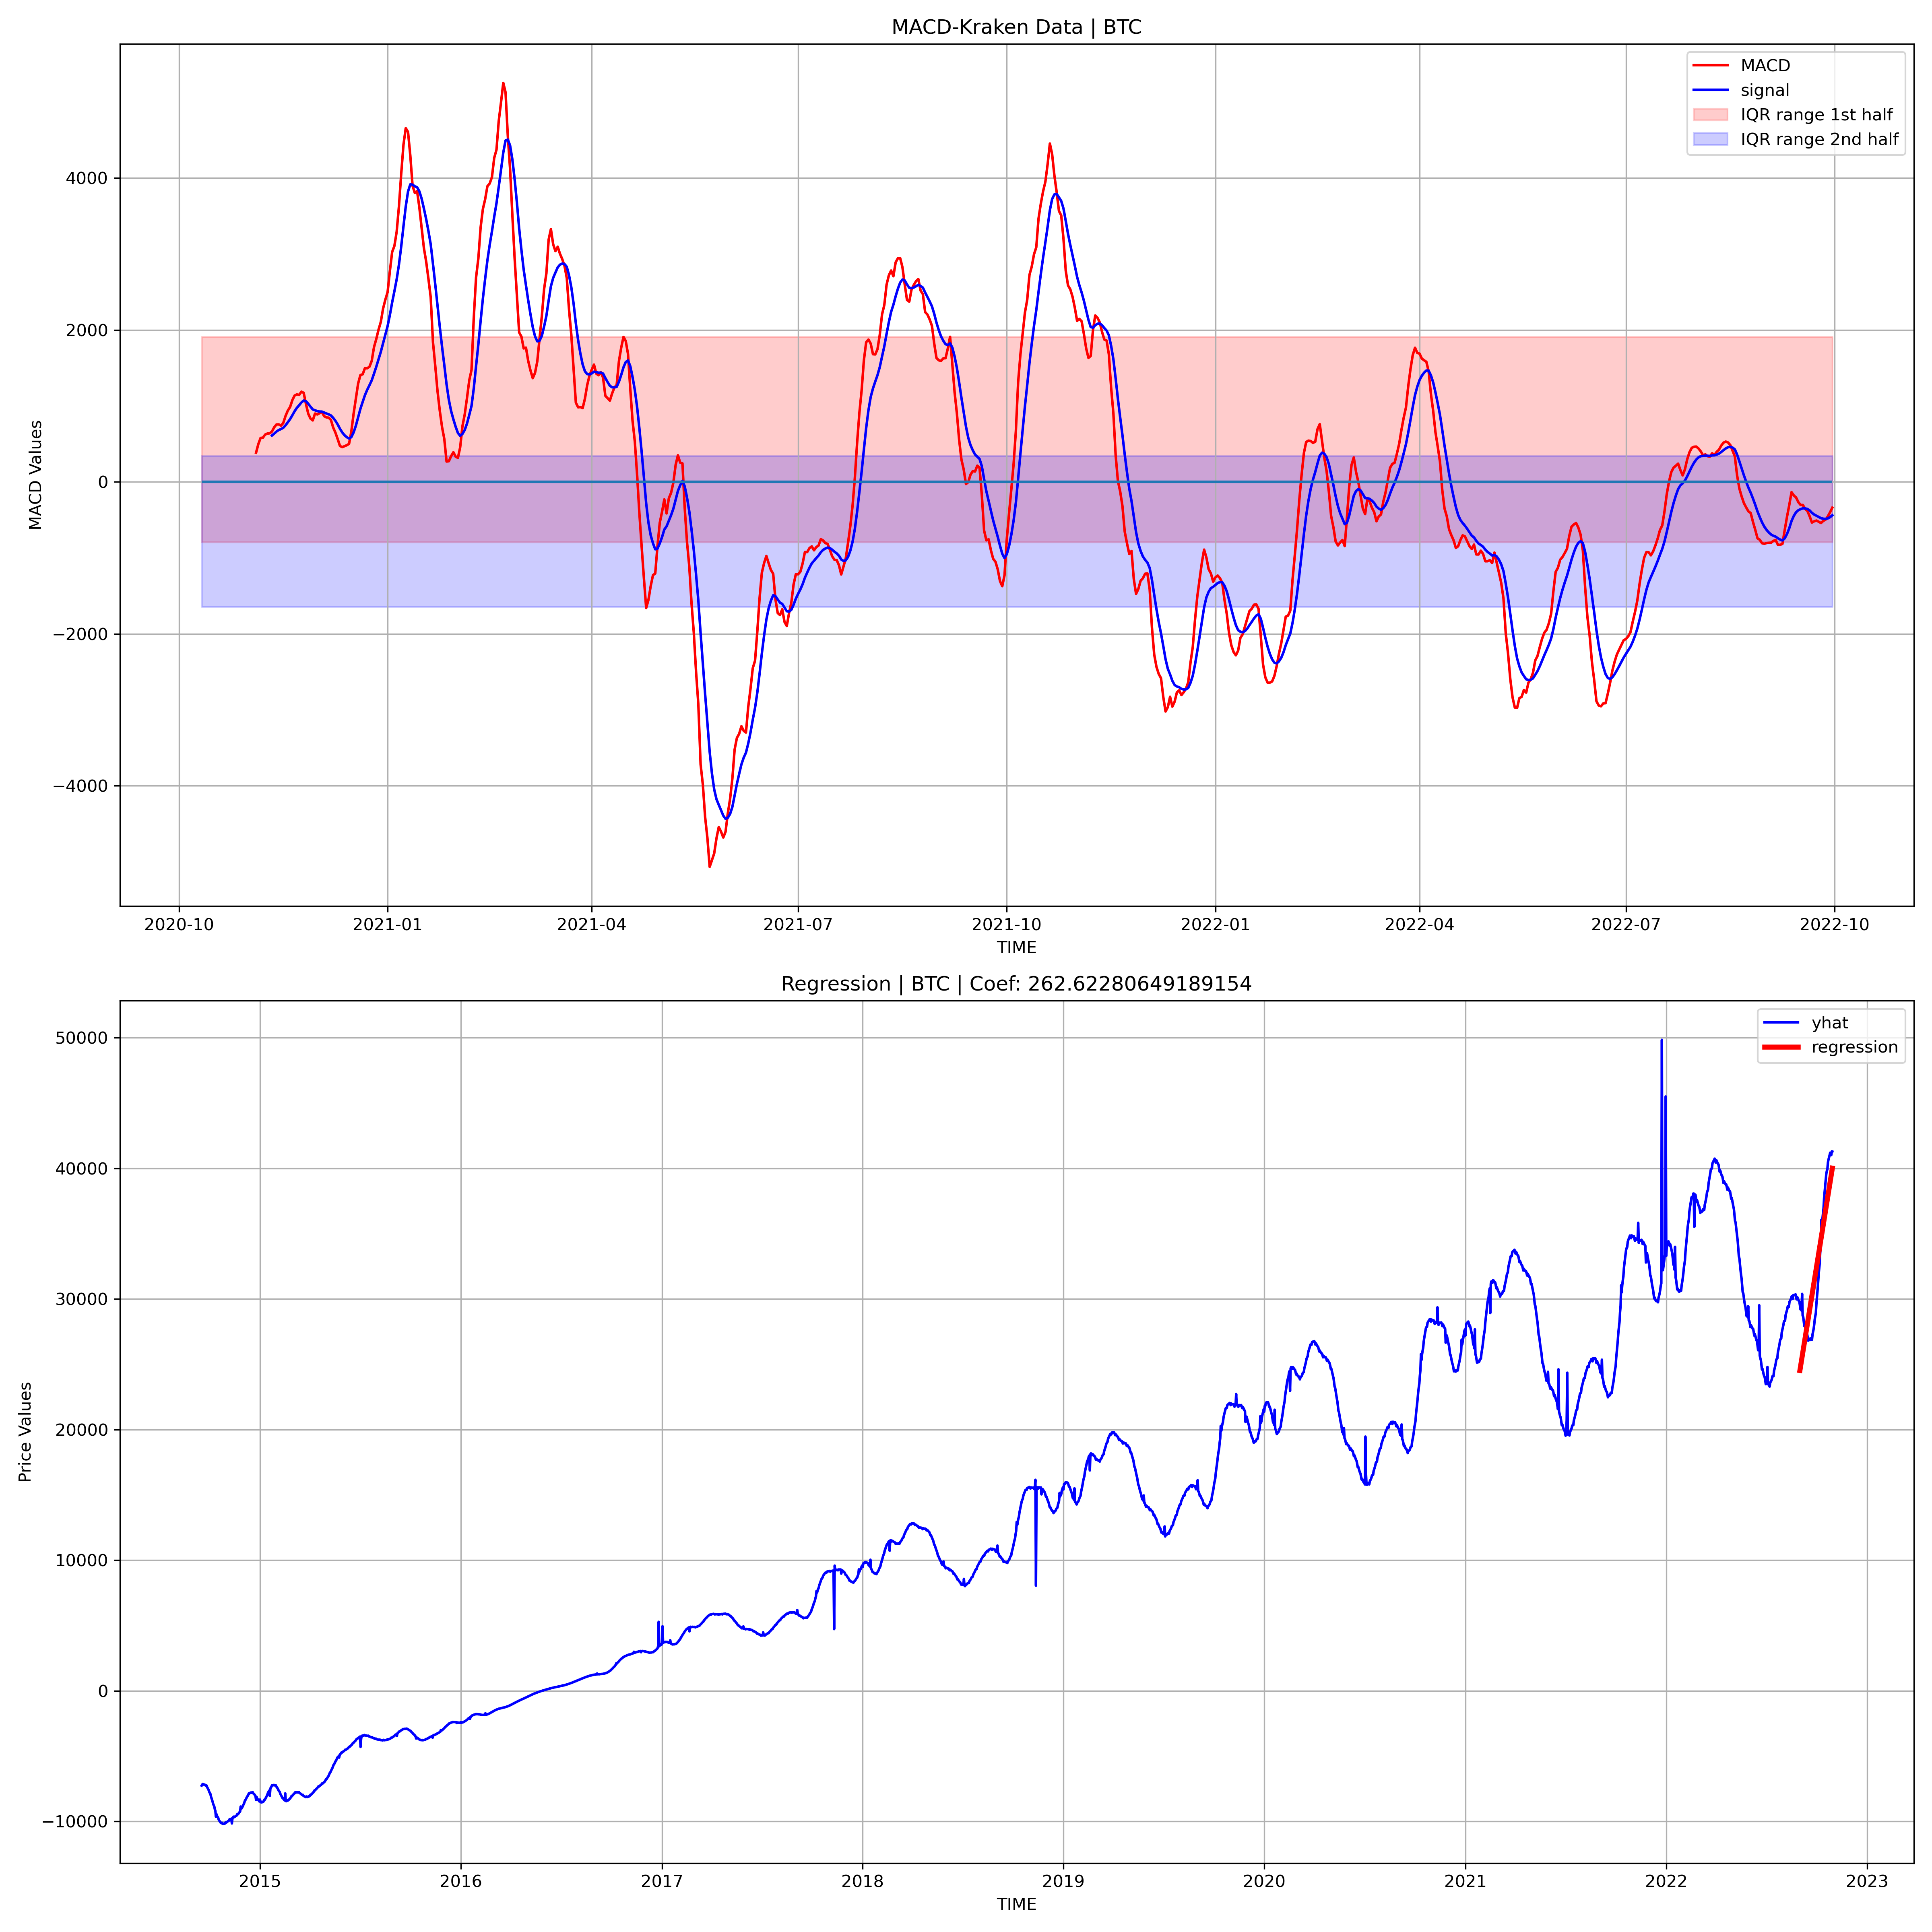 MACD-Kraken Data | BTC
MACD
signal
IQR range 1st half
IQR range 2nd half
MACD Values
4000
2000
0
−2000
−4000
2020-10 2021-01 2021-04 2021-07 2021-10 2022-01 2022-04 2022-07 2022-10
TIME
Regression | BTC | Coef: 262.62280649189154
yhat
regression
Price Values
50000
40000
30000
20000
10000
0
−10000
2015 2016 2017 2018 2019 2020 2021 2022 2023
TIME